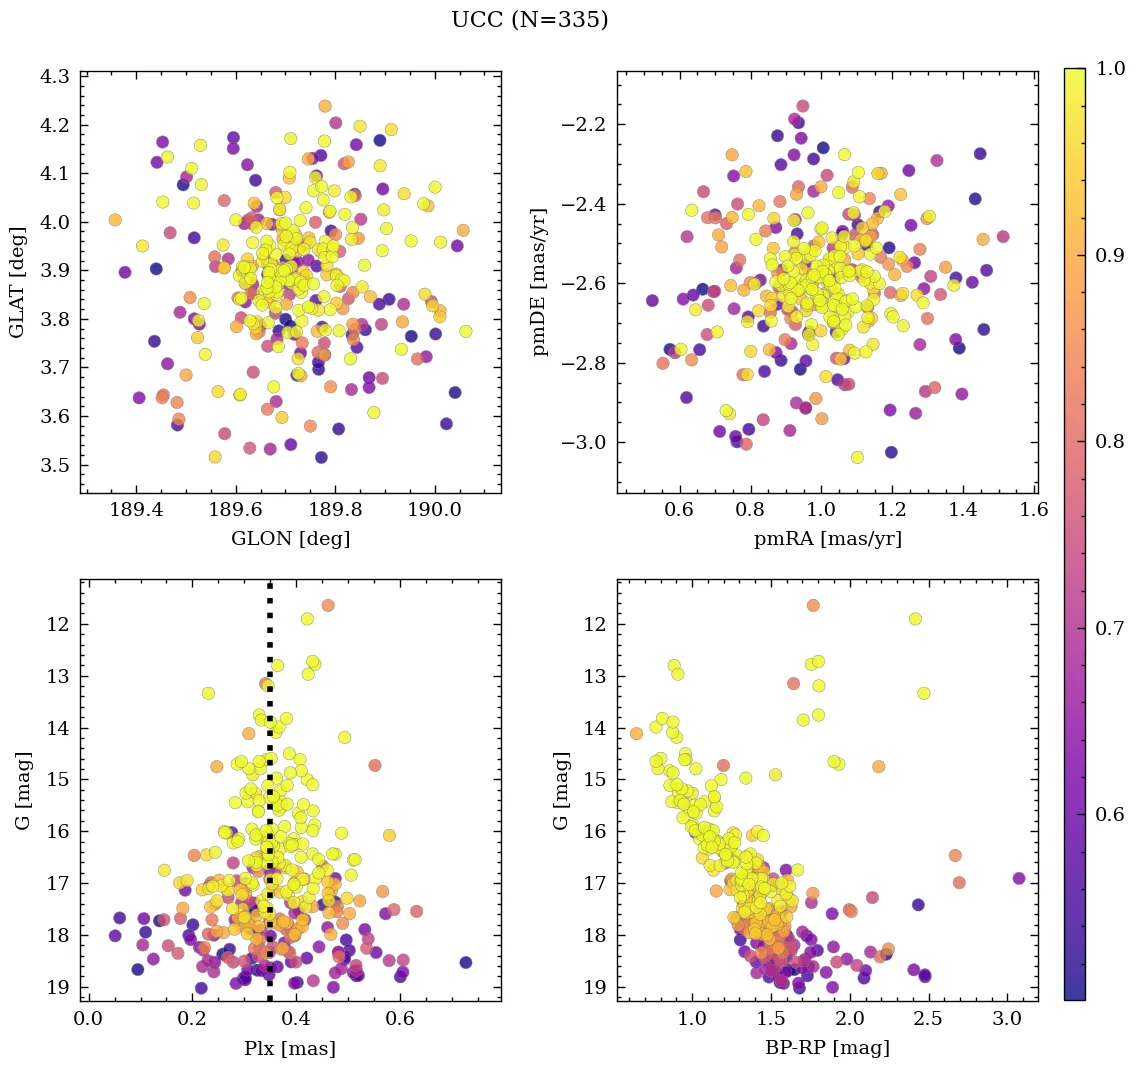 UCC (N=335)
4.3
4.2
4.1
4.0
3.9
3.8
3.7
3.6
3.5
GLAT [deg]
189.4 189.6 189.8 190.0
GLON [deg]
−2.2
−2.4
−2.6
−2.8
−3.0
pmDE [mas/yr]
0.6 0.8 1.0 1.2 1.4 1.6
pmRA [mas/yr]
12
13
14
15
16
17
18
19
G [mag]
0.0 0.2 0.4 0.6
Plx [mas]
12
13
14
15
16
17
18
19
G [mag]
1.0 1.5 2.0 2.5 3.0
BP-RP [mag]
1.0
0.9
0.8
0.7
0.6